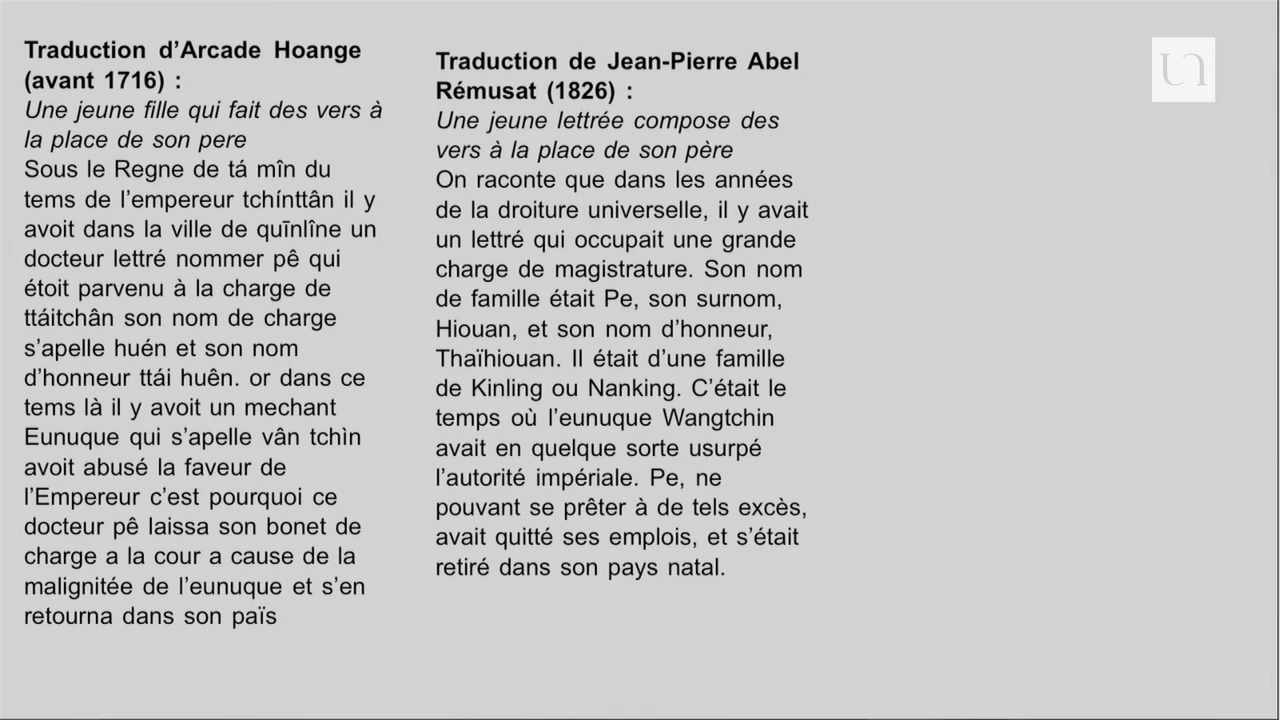 Traduction d’Arcade Hoange
(avant 1716) :
Une jeune fille qui fait des vers à
la place de son pere
Sous le Regne de tá mîn du
tems de l’empereur tchínttân il y
avoit dans la ville de quīnlîne un
docteur lettré nommer pê qui
étoit parvenu à la charge de
ttáitchân son nom de charge
s’apelle huén et son nom
d’honneur ttái huên. or dans ce
tems là il y avoit un mechant
Eunuque qui s’apelle vân tchìn
avoit abusé la faveur de
l’Empereur c’est pourquoi ce
docteur pê laissa son bonet de
charge a la cour a cause de la
malignitée de l’eunuque et s’en
retourna dans son païs
Traduction de Jean-Pierre Abel
Rémusat (1826) :
Une jeune lettrée compose des
vers à la place de son père
On raconte que dans les années
de la droiture universelle, il y avait
un lettré qui occupait une grande
charge de magistrature. Son nom
de famille était Pe, son surnom,
Hiouan, et son nom d’honneur,
Thaïhiouan. Il était d’une famille
de Kinling ou Nanking. C’était le
temps où l’eunuque Wangtchin
avait en quelque sorte usurpé
l’autorité impériale. Pe, ne
pouvant se prêter à de tels excès,
avait quitté ses emplois, et s’était
retiré dans son pays natal.